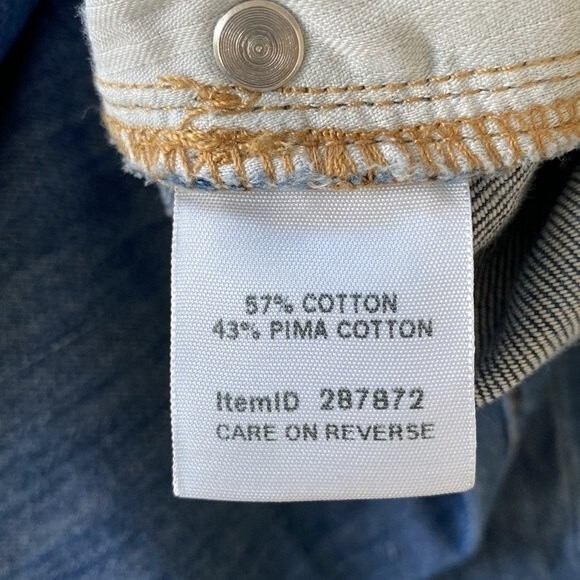 57% COTTON
43% PIMA COTTON
ItemID 287872
CARE ON REVERSE